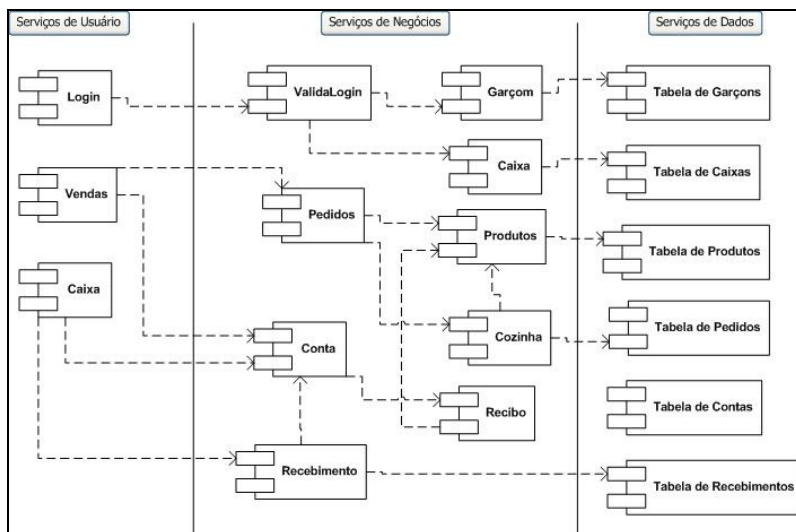 Serviços de Usuário
Serviços de Negócios
Serviços de Dados
Login
ValidaLogin
Garçom
Tabela de Garçons
Caixa
Tabela de Caixas
Vendas
Pedidos
Produtos
Tabela de Produtos
Caixa
Conta
Cozinha
Tabela de Pedidos
Recibo
Tabela de Contas
Recebimento
Tabela de Recebimentos